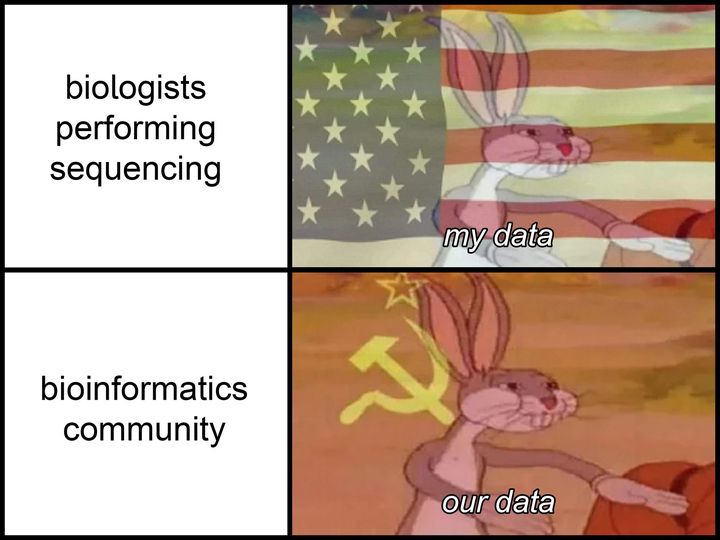 biologists
performing
sequencing
my data
bioinformatics
community
our data